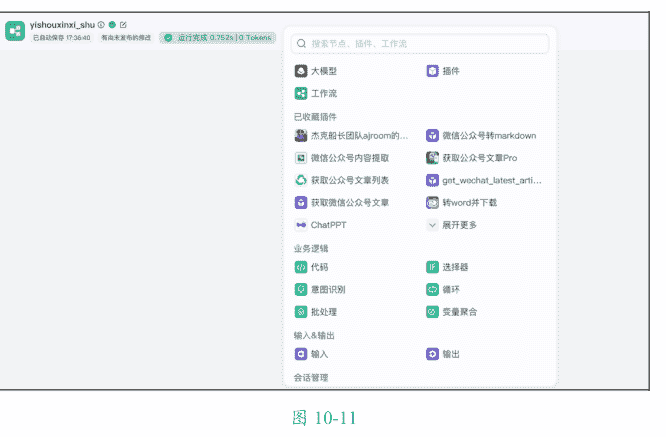 yishouxinxi_shu
已自动保存 17:36:40 有尚未发布的修改 运行完成 0.752s | 0 Tokens
搜索节点、插件、工作流
大模型 插件
工作流
已收藏插件
杰克船长团队ajroom的... 微信公众号转markdown
微信公众号内容提取 获取公众号文章Pro
获取公众号文章列表 get_wechat_latest_arti...
获取微信公众号文章 转word并下载
ChatPPT 展开更多
业务逻辑
代码 IF 选择器
意图识别 循环
批处理 变量聚合
输入&输出
输入 输出
会话管理
图 10-11